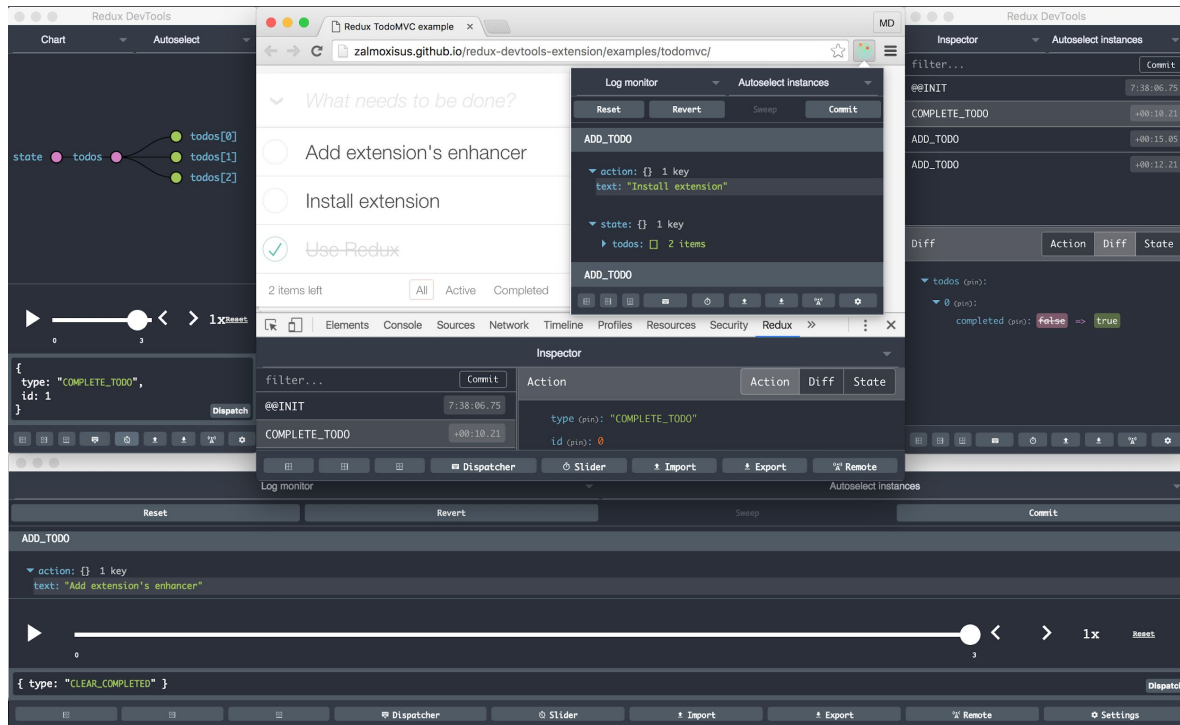 Redux DevTools
Chart
Autoselect
state
todos
todos[0]
todos[1]
todos[2]
1x
Reset
0
3
{
type: "COMPLETE_TODO",
id: 1
}
Dispatch
Redux TodoMVC example
MD
zalmoxisus.github.io/redux-devtools-extension/examples/todomvc/
What needs to be done?
Add extension's enhancer
Install extension
Use Redux
2 items left
All
Active
Completed
Log monitor
Autoselect instances
Reset
Revert
Sweep
Commit
ADD_TODO
action: {} 1 key
text: "Install extension"
state: {} 1 key
todos: [] 2 items
ADD_TODO
Elements
Console
Sources
Network
Timeline
Profiles
Resources
Security
Redux
»
Inspector
filter...
Commit
@@INIT
7:38:06.75
COMPLETE_TODO
+00:10.21
Action
Action
Diff
State
type (pin): "COMPLETE_TODO"
id (pin): 0
Dispatcher
Slider
Import
Export
Remote
Redux DevTools
Inspector
Autoselect instances
filter...
Commit
@@INIT
7:38:06.75
COMPLETE_TODO
+00:10.21
ADD_TODO
+00:15.05
ADD_TODO
+00:12.21
Diff
Action
Diff
State
todos (pin):
0 (pin):
completed (pin): false => true
Log monitor
Autoselect instances
Reset
Revert
Sweep
Commit
ADD_TODO
action: {} 1 key
text: "Add extension's enhancer"
0
3
1x
Reset
{ type: "CLEAR_COMPLETED" }
Dispatch
Dispatcher
Slider
Import
Export
Remote
Settings